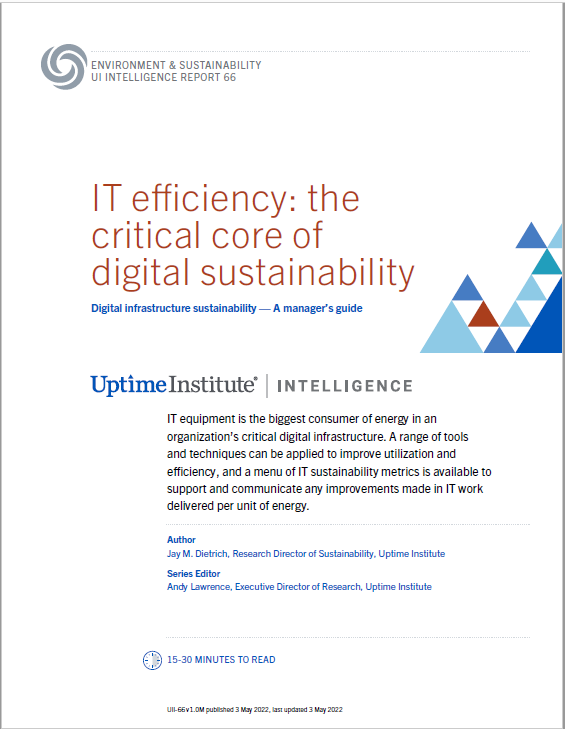 ENVIRONMENT & SUSTAINABILITY
UI INTELLIGENCE REPORT 66
IT efficiency: the
critical core of
digital sustainability
Digital infrastructure sustainability — A manager's guide
UptimeInstitute® | INTELLIGENCE
IT equipment is the biggest consumer of energy in an
organization's critical digital infrastructure. A range of tools
and techniques can be applied to improve utilization and
efficiency, and a menu of IT sustainability metrics is available to
support and communicate any improvements made in IT work
delivered per unit of energy.
Author
Jay M. Dietrich, Research Director of Sustainability, Uptime Institute
Series Editor
Andy Lawrence, Executive Director of Research, Uptime Institute
15-30 MINUTES TO READ
UII-66v1.0M published 3 May 2022, last updated 3 May 2022